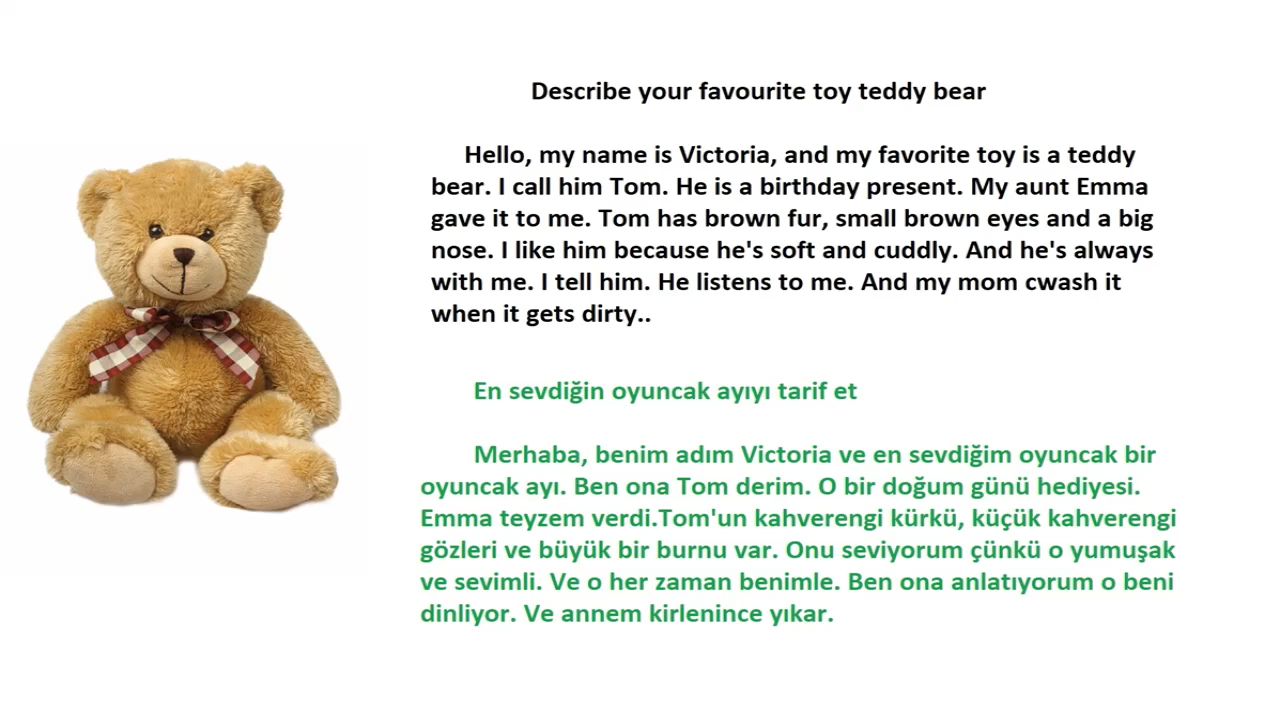 Describe your favourite toy teddy bear
Hello, my name is Victoria, and my favorite toy is a teddy
bear. I call him Tom. He is a birthday present. My aunt Emma
gave it to me. Tom has brown fur, small brown eyes and a big
nose. I like him because he's soft and cuddly. And he's always
with me. I tell him. He listens to me. And my mom cwash it
when it gets dirty..
En sevdiğin oyuncak ayıyı tarif et
Merhaba, benim adım Victoria ve en sevdiğim oyuncak bir
oyuncak ayı. Ben ona Tom derim. O bir doğum günü hediyesi.
Emma teyzem verdi.Tom'un kahverengi kürkü, küçük kahverengi
gözleri ve büyük bir burnu var. Onu seviyorum çünkü o yumuşak
ve sevimli. Ve o her zaman benimle. Ben ona anlatıyorum o beni
dinliyor. Ve annem kirlenince yıkar.